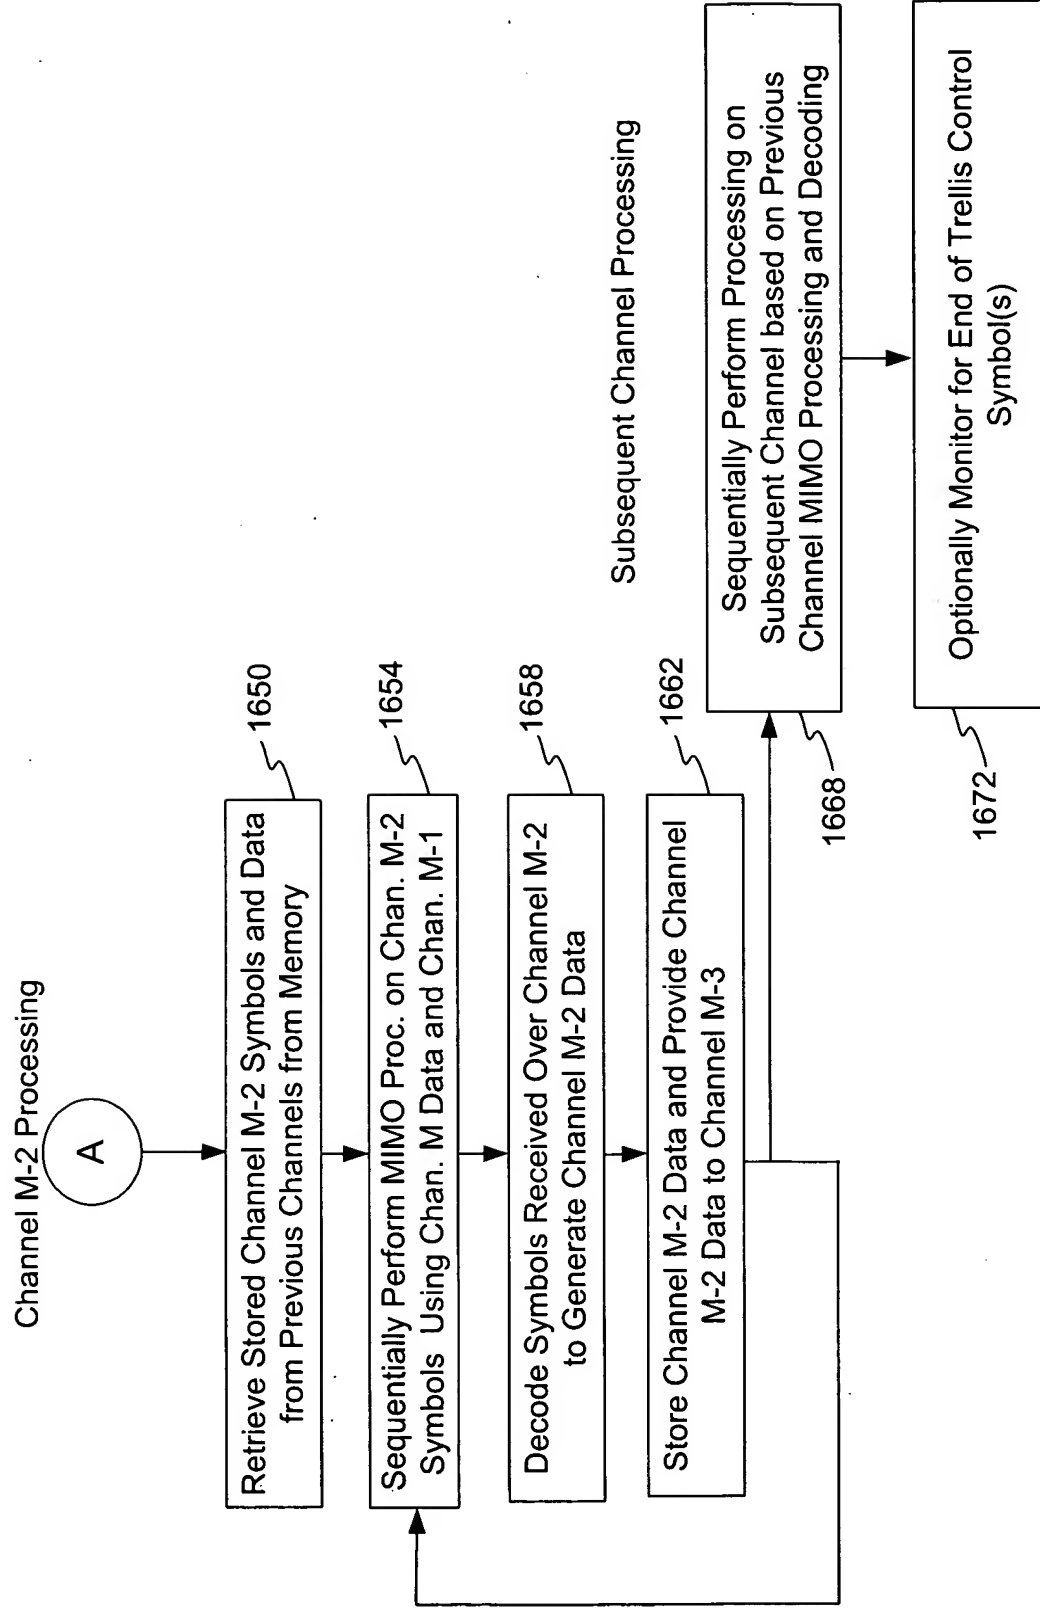 Channel M-2 Processing
A
Retrieve Stored Channel M-2 Symbols and Data
from Previous Channels from Memory
1650
Sequentially Perform MIMO Proc. on Chan. M-2
Symbols Using Chan. M Data and Chan. M-1
1654
Decode Symbols Received Over Channel M-2
to Generate Channel M-2 Data
1658
Store Channel M-2 Data and Provide Channel
M-2 Data to Channel M-3
1662
Subsequent Channel Processing
Sequentially Perform Processing on
Subsequent Channel based on Previous
Channel MIMO Processing and Decoding
1668
Optionally Monitor for End of Trellis Control
Symbol(s)
1672